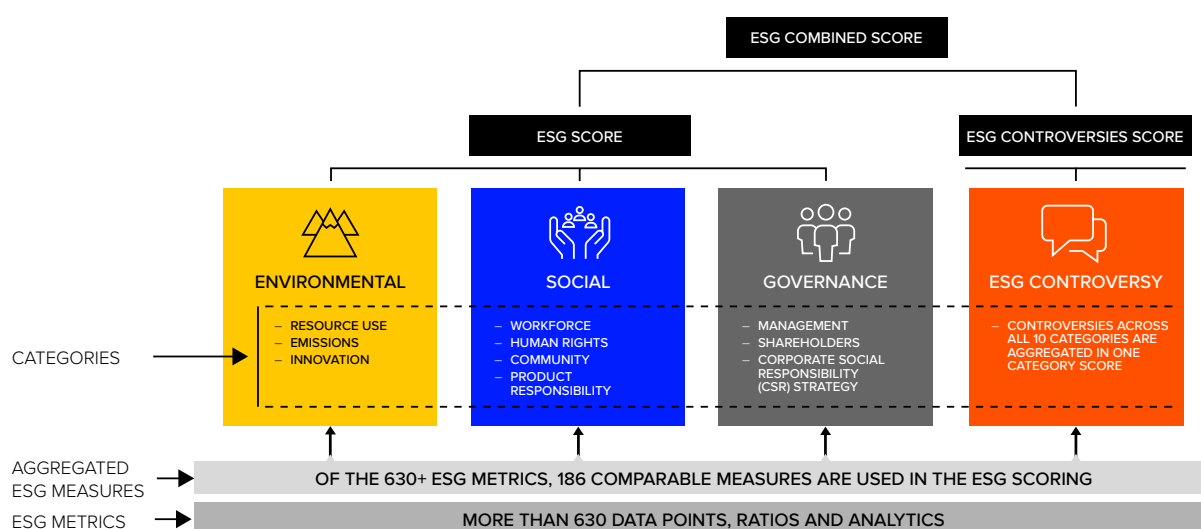 ESG COMBINED SCORE
ESG SCORE
ESG CONTROVERSIES SCORE
ENVIRONMENTAL
SOCIAL
GOVERNANCE
ESG CONTROVERSY
CATEGORIES
– RESOURCE USE
– EMISSIONS
– INNOVATION
– WORKFORCE
– HUMAN RIGHTS
– COMMUNITY
– PRODUCT
RESPONSIBILITY
– MANAGEMENT
– SHAREHOLDERS
– CORPORATE SOCIAL
RESPONSIBILITY
(CSR) STRATEGY
– CONTROVERSIES ACROSS
ALL 10 CATEGORIES ARE
AGGREGATED IN ONE
CATEGORY SCORE
AGGREGATED
ESG MEASURES
OF THE 630+ ESG METRICS, 186 COMPARABLE MEASURES ARE USED IN THE ESG SCORING
ESG METRICS
MORE THAN 630 DATA POINTS, RATIOS AND ANALYTICS